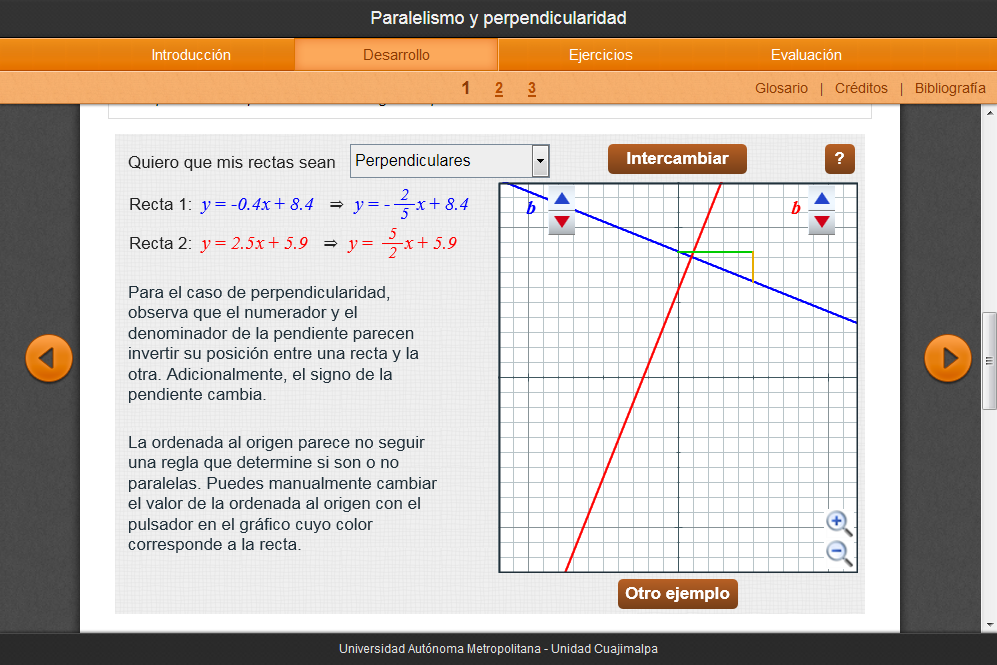 Paralelismo y perpendicularidad
Introducción Desarrollo Ejercicios Evaluación
1 2 3 Glosario | Créditos | Bibliografía
Quiero que mis rectas sean Perpendiculares Intercambiar ?
Recta 1: y = -0.4x + 8.4 ⇒ y = - 2/5 x + 8.4
Recta 2: y = 2.5x + 5.9 ⇒ y = 5/2 x + 5.9
b b
Para el caso de perpendicularidad,
observa que el numerador y el
denominador de la pendiente parecen
invertir su posición entre una recta y la
otra. Adicionalmente, el signo de la
pendiente cambia.
La ordenada al origen parece no seguir
una regla que determine si son o no
paralelas. Puedes manualmente cambiar
el valor de la ordenada al origen con el
pulsador en el gráfico cuyo color
corresponde a la recta.
Otro ejemplo
Universidad Autónoma Metropolitana - Unidad Cuajimalpa